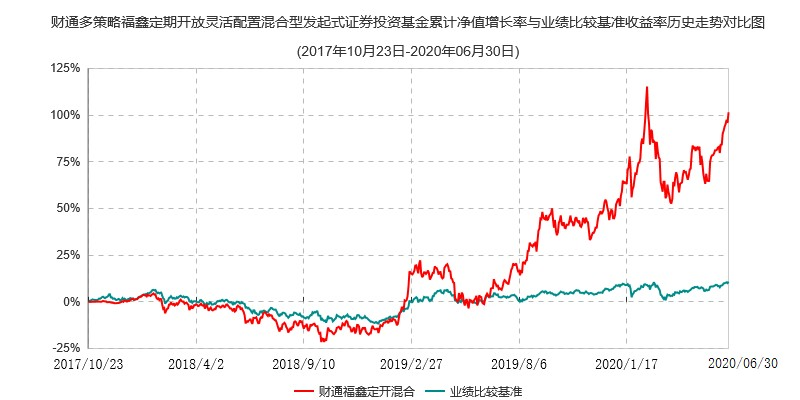 财通多策略福鑫定期开放灵活配置混合型发起式证券投资基金累计净值增长率与业绩比较基准收益率历史走势对比图
(2017年10月23日-2020年06月30日)
125%
100%
75%
50%
25%
0%
-25%
2017/10/23 2018/4/2 2018/9/10 2019/2/27 2019/8/6 2020/1/17 2020/06/30
财通福鑫定开混合 业绩比较基准